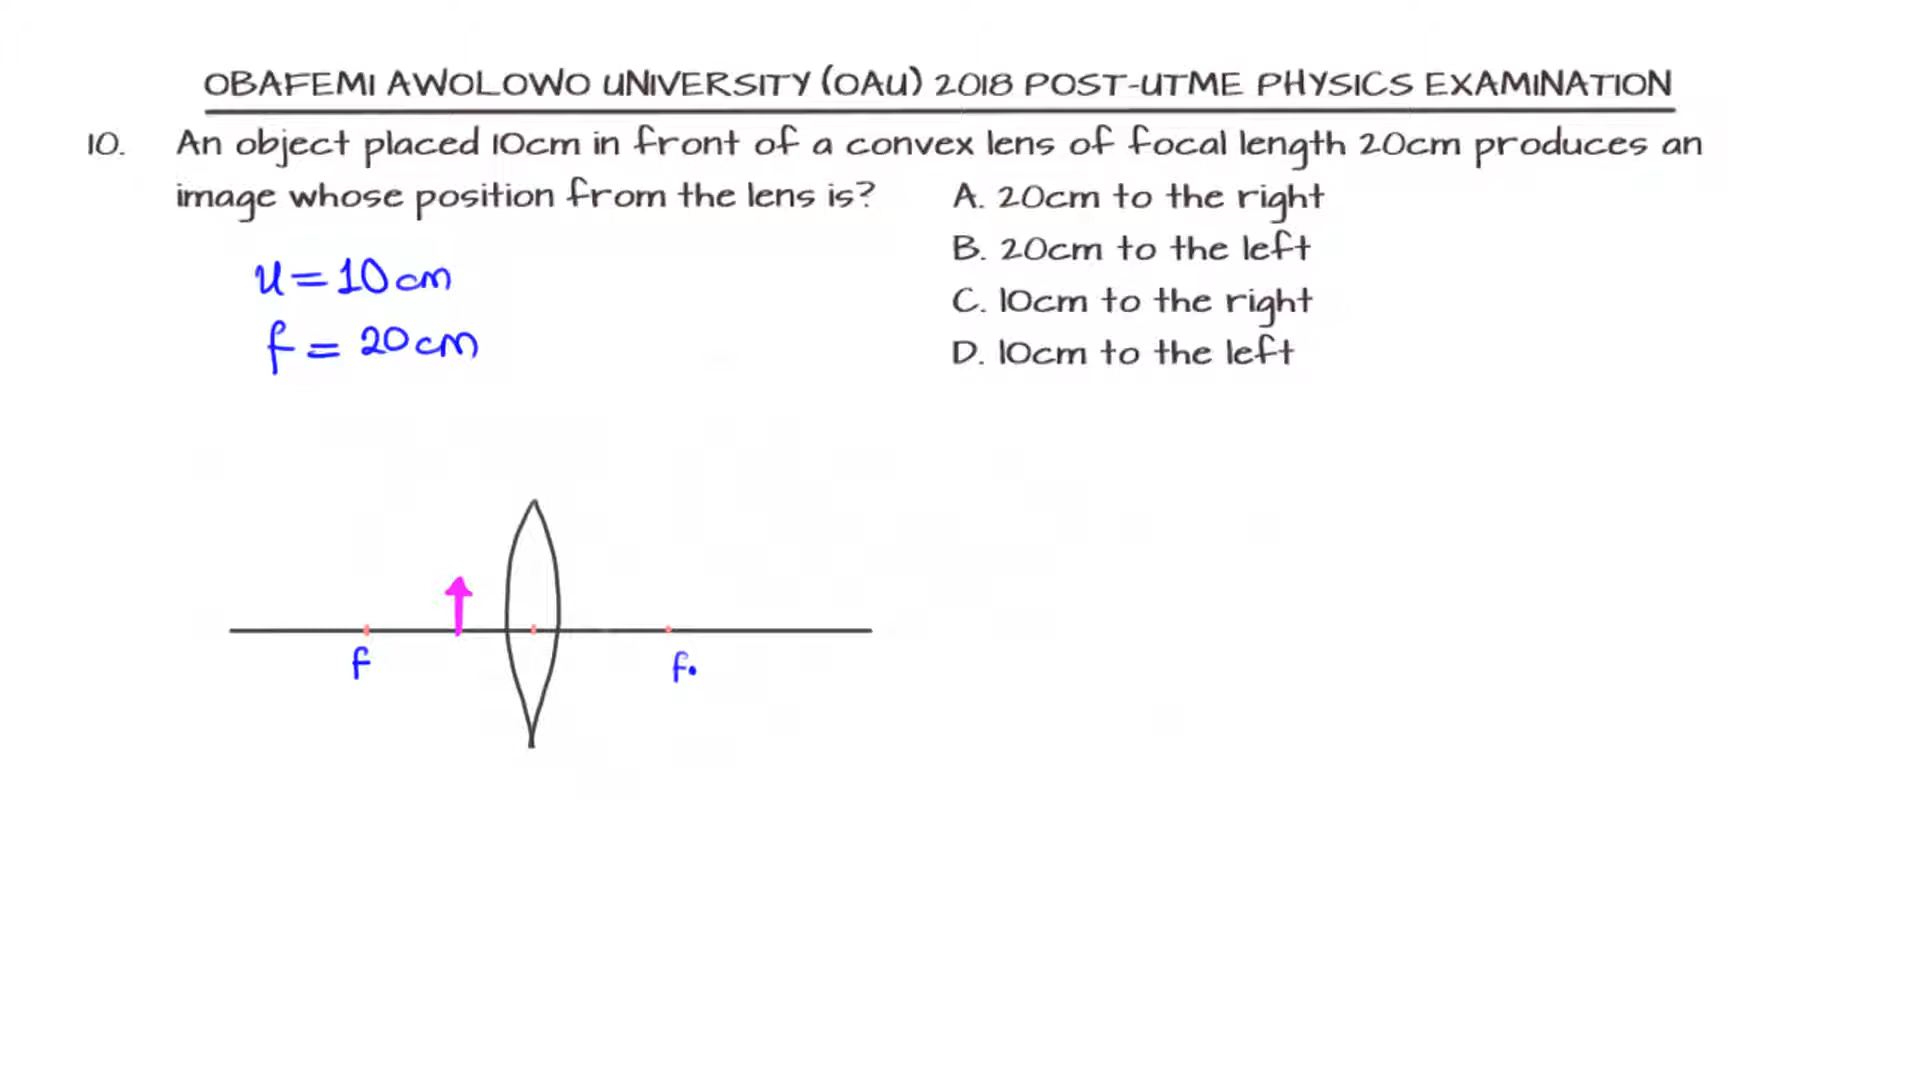 OBAFEMI AWOLOWO UNIVERSITY (OAU) 2018 POST-UTME PHYSICS EXAMINATION
10. An object placed 10cm in front of a convex lens of focal length 20cm produces an
image whose position from the lens is? A. 20cm to the right
B. 20cm to the left
C. 10cm to the right
D. 10cm to the left
u = 10cm
f = 20cm
f f.